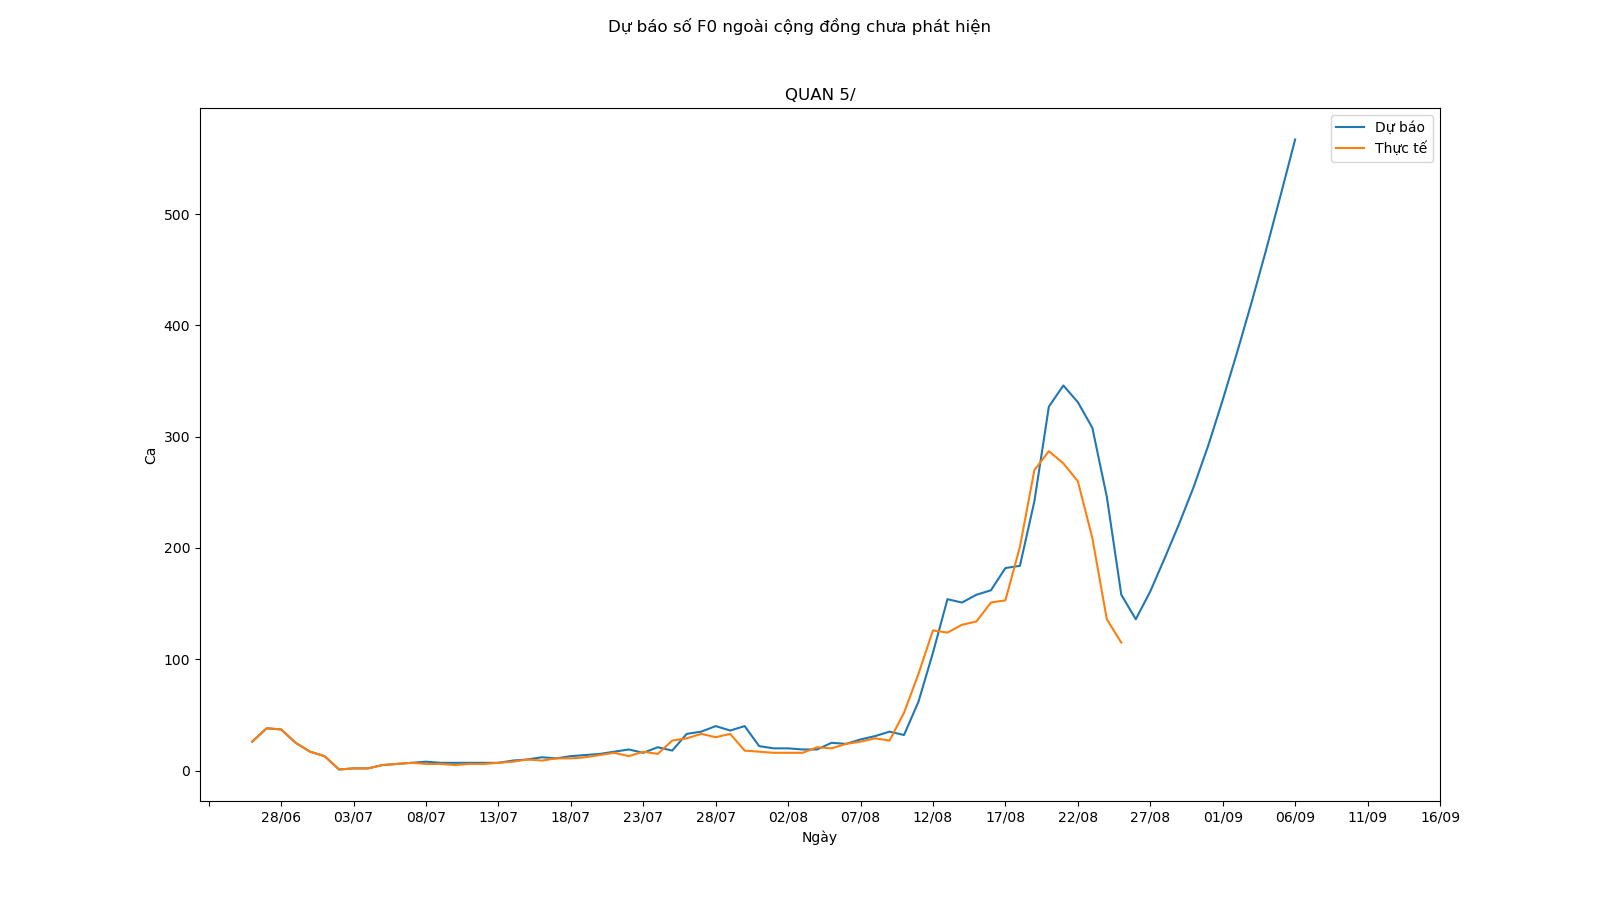 Dự báo số F0 ngoài cộng đồng chưa phát hiện
QUAN 5/
Dự báo
Thực tế
500
400
300
200
100
0
Ca
28/06 03/07 08/07 13/07 18/07 23/07 28/07 02/08 07/08 12/08 17/08 22/08 27/08 01/09 06/09 11/09 16/09
Ngày